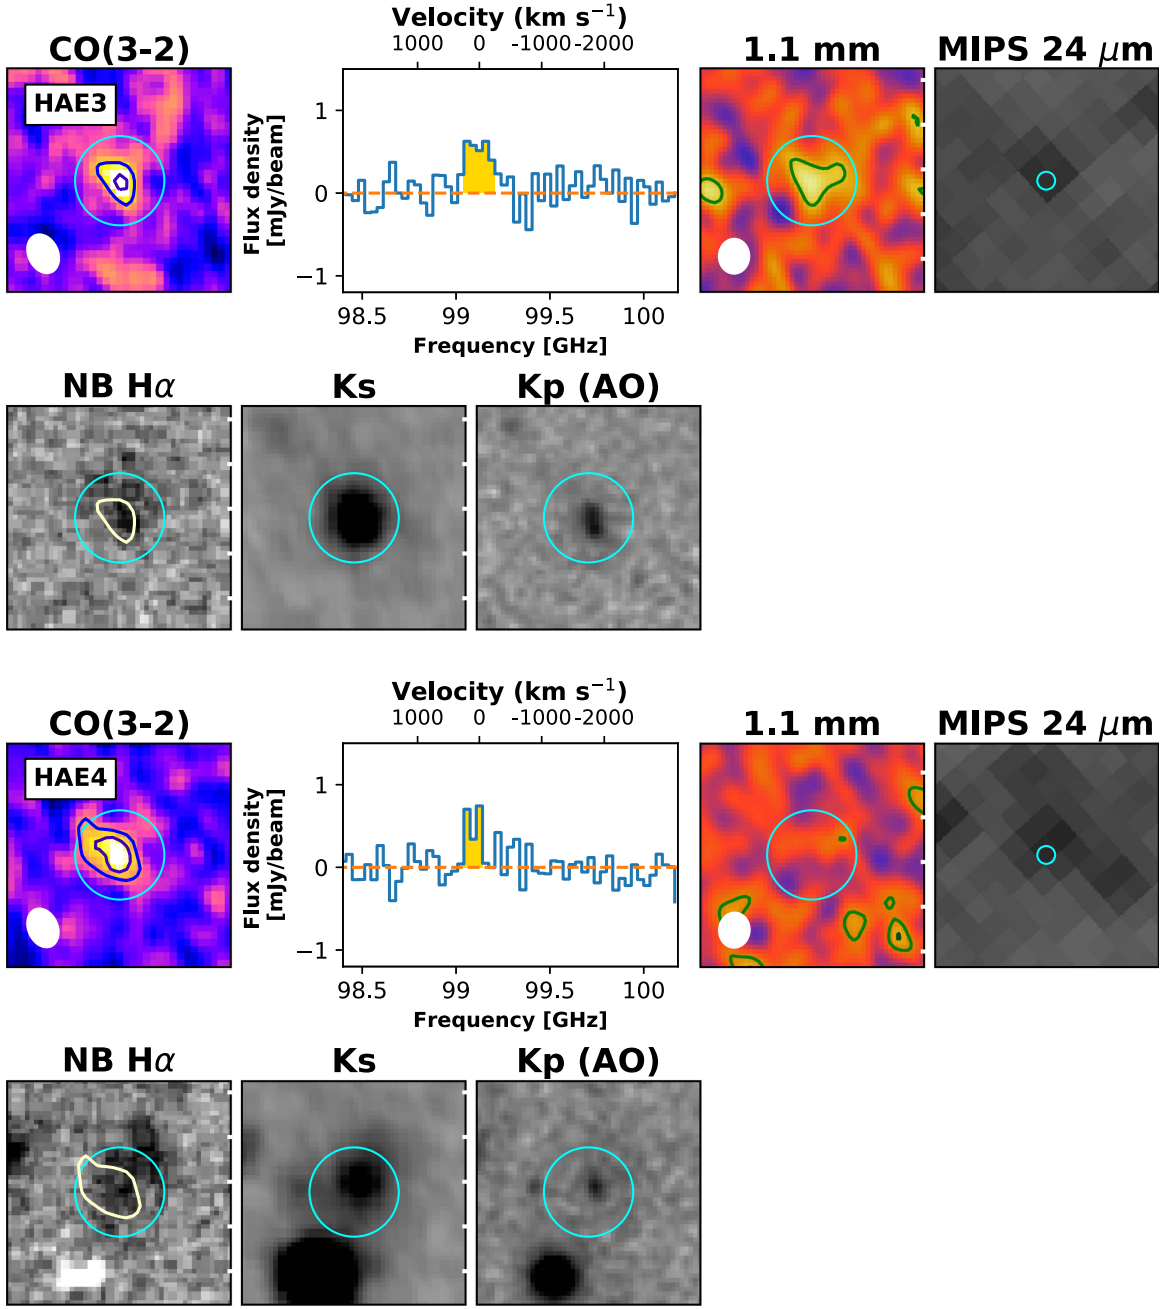 Velocity (km s⁻¹)
1000 0 -1000 -2000
CO(3-2)
1.1 mm
MIPS 24 μm
HAE3
Flux density
[mJy/beam]
1
0
−1
98.5 99 99.5 100
Frequency [GHz]
NB Hα
Ks
Kp (AO)
Velocity (km s⁻¹)
1000 0 -1000 -2000
CO(3-2)
1.1 mm
MIPS 24 μm
HAE4
Flux density
[mJy/beam]
1
0
−1
98.5 99 99.5 100
Frequency [GHz]
NB Hα
Ks
Kp (AO)